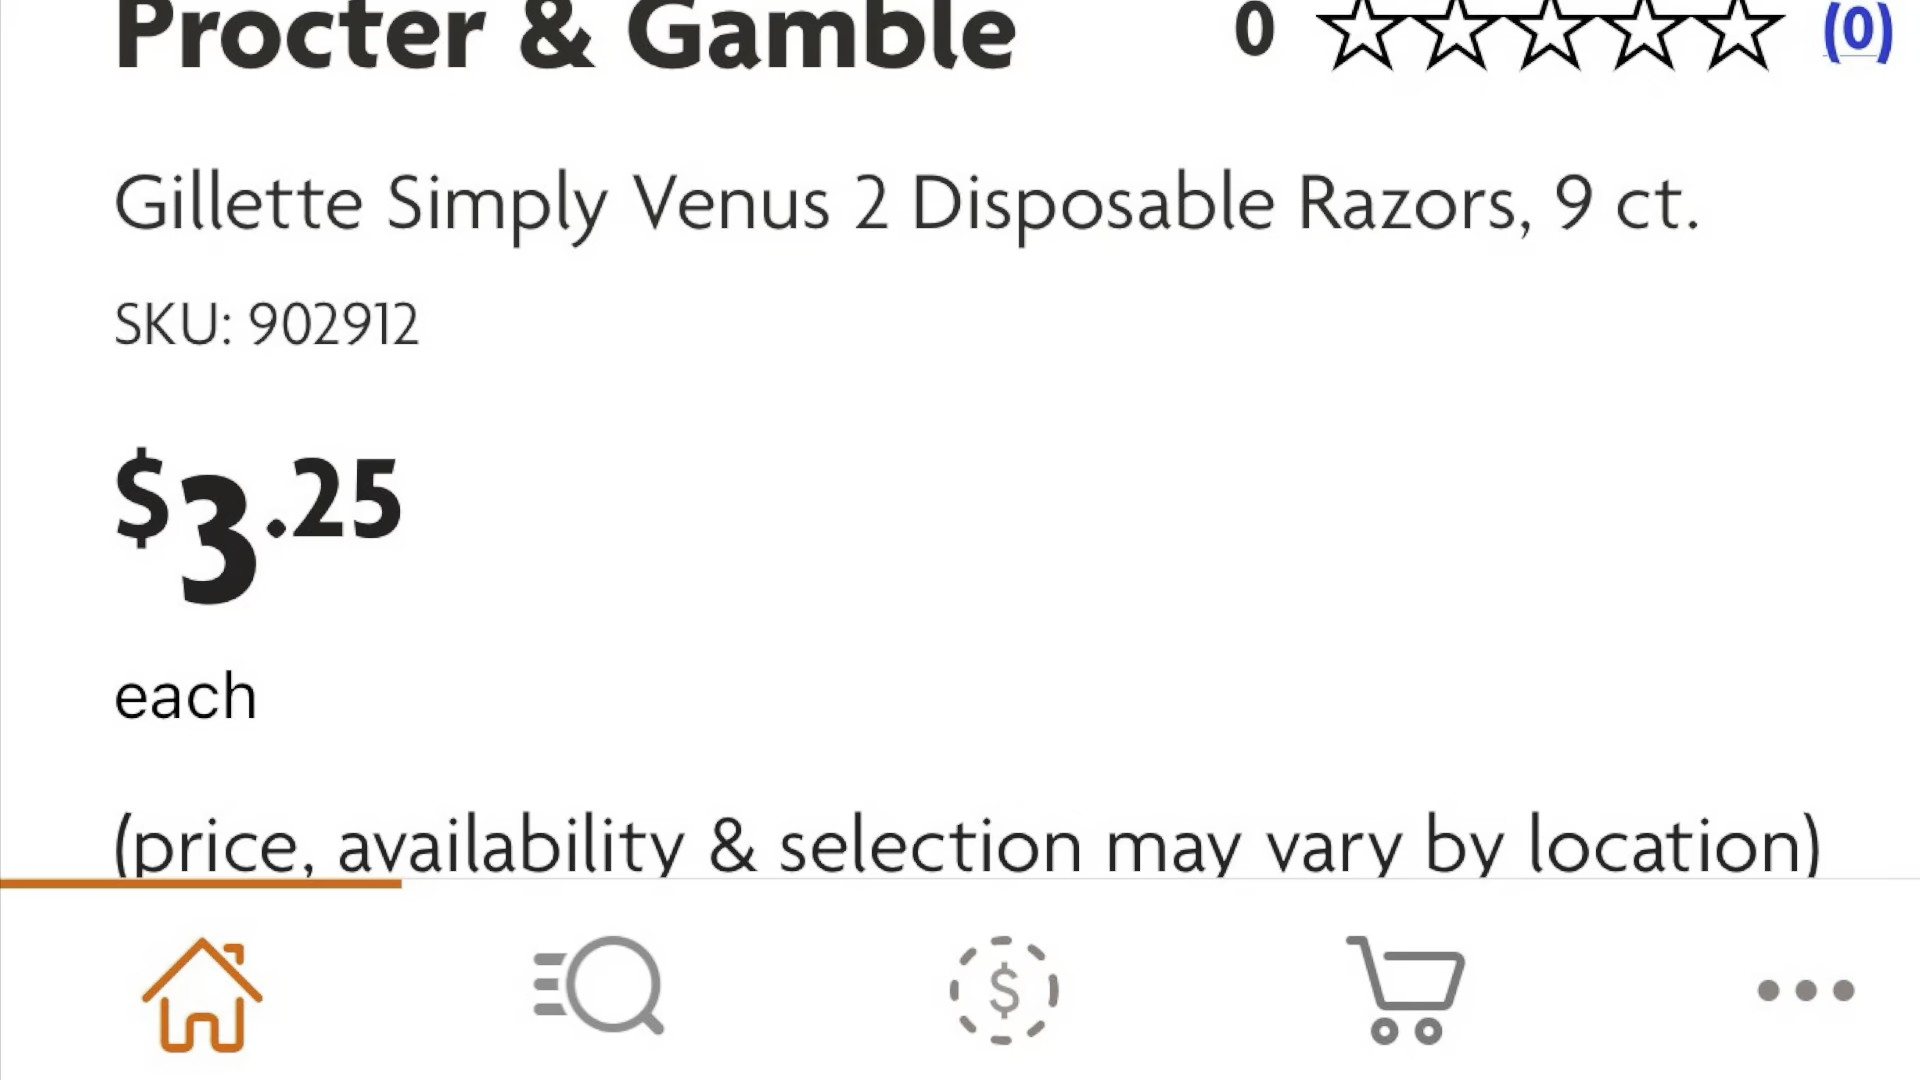 Procter & Gamble 0 (0)
Gillette Simply Venus 2 Disposable Razors, 9 ct.
SKU: 902912
$3.25
each
(price, availability & selection may vary by location)
$